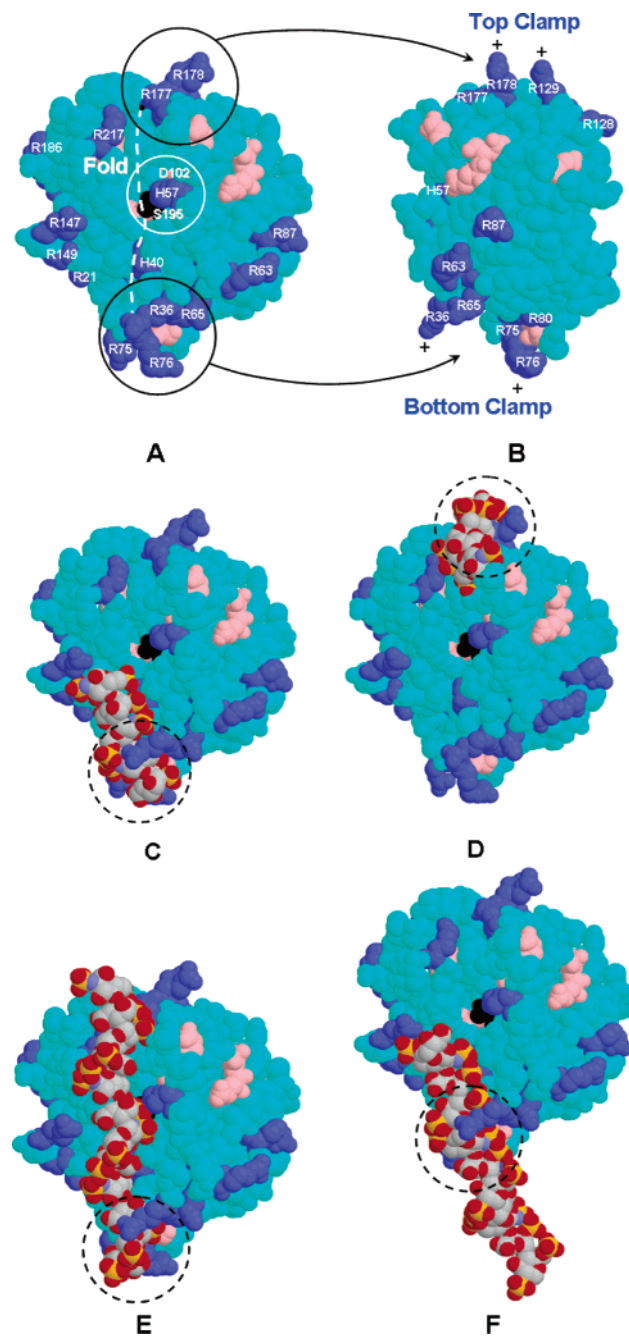 Top Clamp
+ +
R178
R177
R217
R186
Fold
D102
H57
S195
R147
R149
R21
H40
R87
R63
R36
R65
R75
R76
R178
R129
R177
R128
H57
R87
R63
R65
R36
R80
R75
R76
+
+
Bottom Clamp
A
B
C
D
E
F